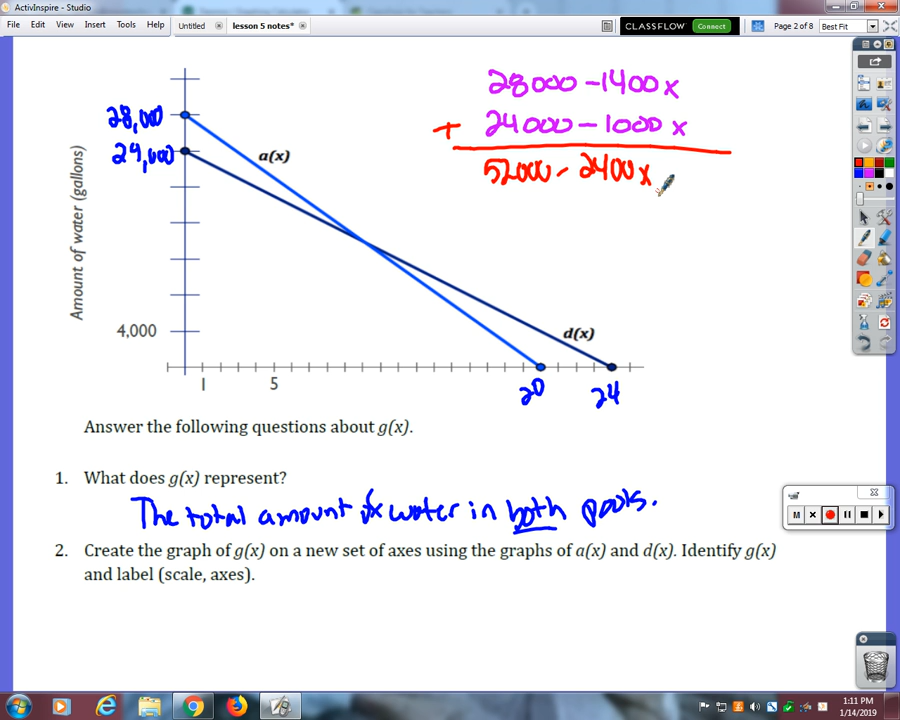 ActivInspire - Studio
File Edit View Insert Tools Help Untitled lesson 5 notes* CLASSFLOW Connect Page 2 of 8 Best Fit
28000 - 1400x
+ 24000 - 1000x
52000 - 2400x
28,000
24,000
a(x)
Amount of water (gallons)
4,000
d(x)
1 5 20 24
Answer the following questions about g(x).
1. What does g(x) represent?
The total amount of water in both pools.
2. Create the graph of g(x) on a new set of axes using the graphs of a(x) and d(x). Identify g(x)
and label (scale, axes).
M
1:11 PM
1/14/2019